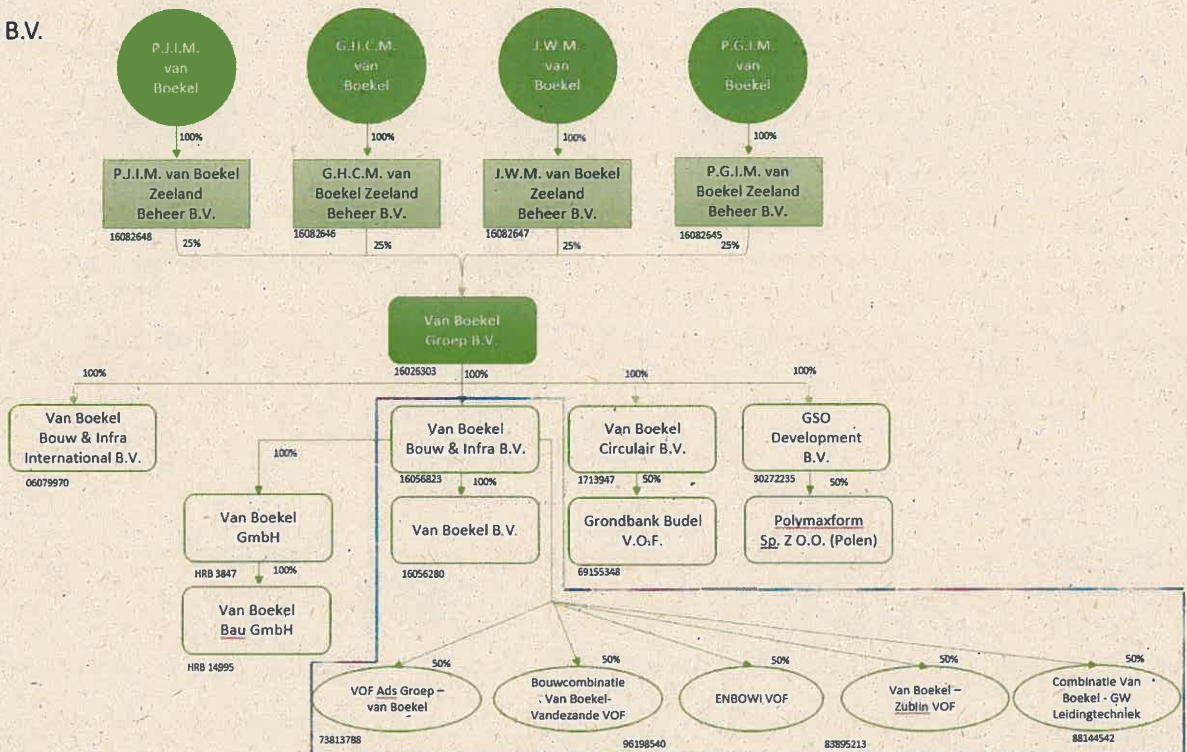 B.V.
P.J.I.M.
van
Boekel
G.H.C.M.
van
Boekel
J.W.M.
van
Boekel
P.G.I.M.
van
Boekel
100%
100%
100%
100%
P.J.I.M. van Boekel
Zeeland
Beheer B.V.
G.H.C.M. van
Boekel Zeeland
Beheer B.V.
J.W.M. van Boekel
Zeeland
Beheer B.V.
P.G.I.M. van
Boekel Zeeland
Beheer B.V.
16082648
16082646
16082647
16082645
25%
25%
25%
25%
Van Boekel
Groep B.V.
16026303
100%
100%
100%
100%
Van Boekel
Bouw & Infra
International B.V.
06079970
Van Boekel
Bouw & Infra B.V.
16056823
Van Boekel
Circulair B.V.
1713947
GSO
Development
B.V.
30272235
100%
100%
50%
50%
Van Boekel
GmbH
HRB 3847
Van Boekel B.V.
16056280
Grondbank Budel
V.O.F.
69155348
Polymaxform
Sp. Z O.O. (Polen)
100%
Van Boekel
Bau GmbH
HRB 14995
50%
50%
50%
50%
50%
VOF Ads Groep –
van Boekel
73813788
Bouwcombinatie
Van Boekel-
Vandezande VOF
96198540
ENBOWI VOF
83895213
Van Boekel –
Zublin VOF
88144542
Combinatie Van
Boekel - GW
Leidingtechniek